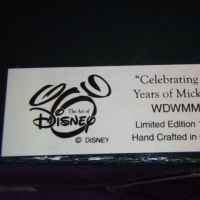 The Art of
Disney
© DISNEY
"Celebrating
Years of Mick
WDWMM
Limited Edition
Hand Crafted in